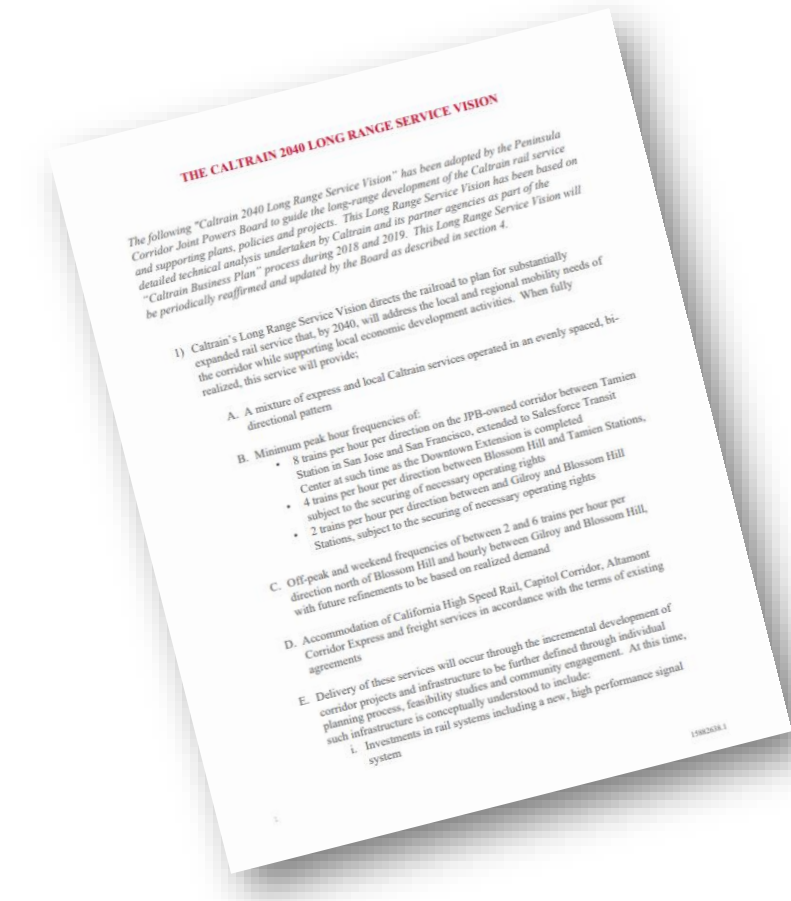 THE CALTRAIN 2040 LONG RANGE SERVICE VISION
The following "Caltrain 2040 Long Range Service Vision" has been adopted by the Peninsula
Corridor Joint Powers Board to guide the long-range development of the Caltrain rail service
and supporting plans, policies and projects. This Long Range Service Vision has been based on
detailed technical analysis undertaken by Caltrain and its partner agencies as part of the
"Caltrain Business Plan" process during 2018 and 2019. This Long Range Service Vision will
be periodically reaffirmed and updated by the Board as described in section 4.
1) Caltrain's Long Range Service Vision directs the railroad to plan for substantially
expanded rail service that, by 2040, will address the local and regional mobility needs of
the corridor while supporting local economic development activities. When fully
realized, this service will provide;
A. A mixture of express and local Caltrain services operated in an evenly spaced, bi-
directional pattern
B. Minimum peak hour frequencies of:
• 8 trains per hour per direction on the JPB-owned corridor between Tamien
Station in San Jose and San Francisco, extended to Salesforce Transit
Center at such time as the Downtown Extension is completed
• 4 trains per hour per direction between Blossom Hill and Tamien Stations,
subject to the securing of necessary operating rights
• 2 trains per hour per direction between and Gilroy and Blossom Hill
Stations, subject to the securing of necessary operating rights
C. Off-peak and weekend frequencies of between 2 and 6 trains per hour per
direction north of Blossom Hill and hourly between Gilroy and Blossom Hill,
with future refinements to be based on realized demand
D. Accommodation of California High Speed Rail, Capitol Corridor, Altamont
Corridor Express and freight services in accordance with the terms of existing
agreements
E. Delivery of these services will occur through the incremental development of
corridor projects and infrastructure to be further defined through individual
planning process, feasibility studies and community engagement. At this time,
such infrastructure is conceptually understood to include:
i. Investments in rail systems including a new, high performance signal
system
15882638.1
1